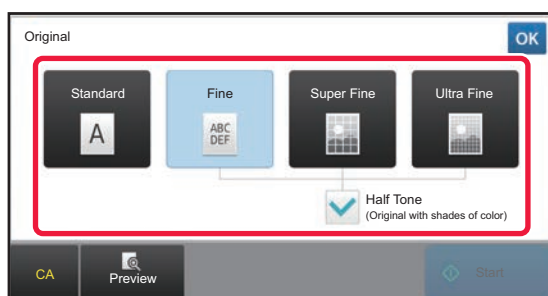 Original
OK
Standard
Fine
Super Fine
Ultra Fine
A
ABC
DEF
Half Tone
(Original with shades of color)
CA
Preview
Start